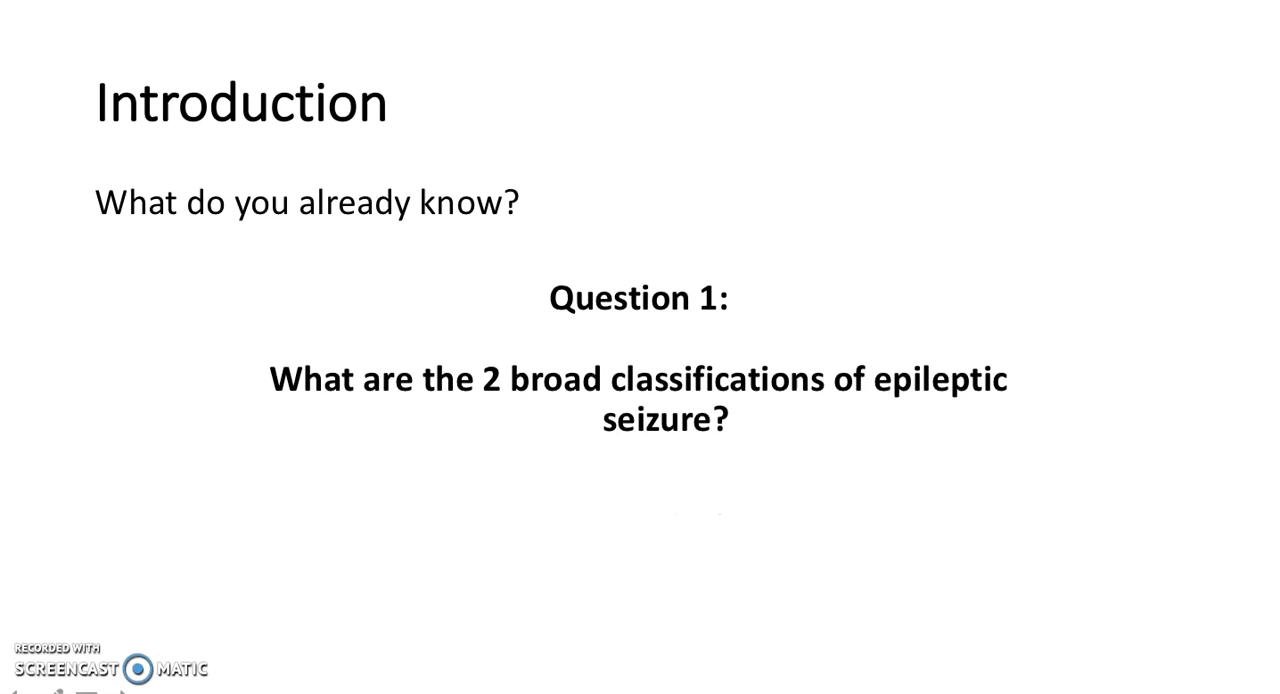 Introduction
What do you already know?
Question 1:
What are the 2 broad classifications of epileptic
seizure?
RECORDED WITH
SCREENCAST MATIC